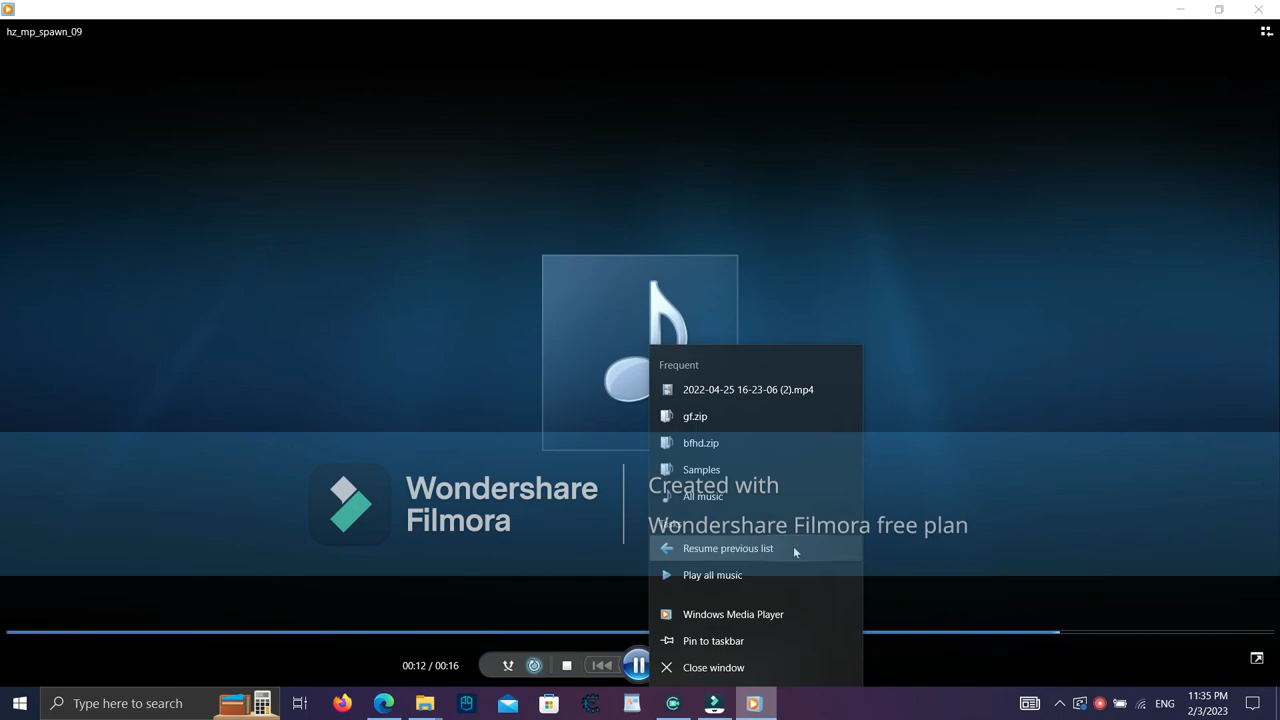 hz_mp_spawn_09
Frequent
2022-04-25 16-23-06 (2).mp4
gf.zip
bfhd.zip
Samples
All music
Wondershare
Filmora
Created with
Wondershare Filmora free plan
Resume previous list
Play all music
Windows Media Player
Pin to taskbar
Close window
00:12 / 00:16
Type here to search
ENG
11:35 PM
2/3/2023